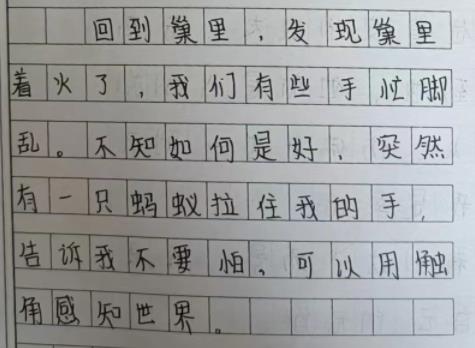 回到巢里，发现巢里
着火了，我们有些手忙脚
乱。不知如何是好，突然
有一只蚂蚁拉住我的手，
告诉我不要怕，可以用触
角感知世界。